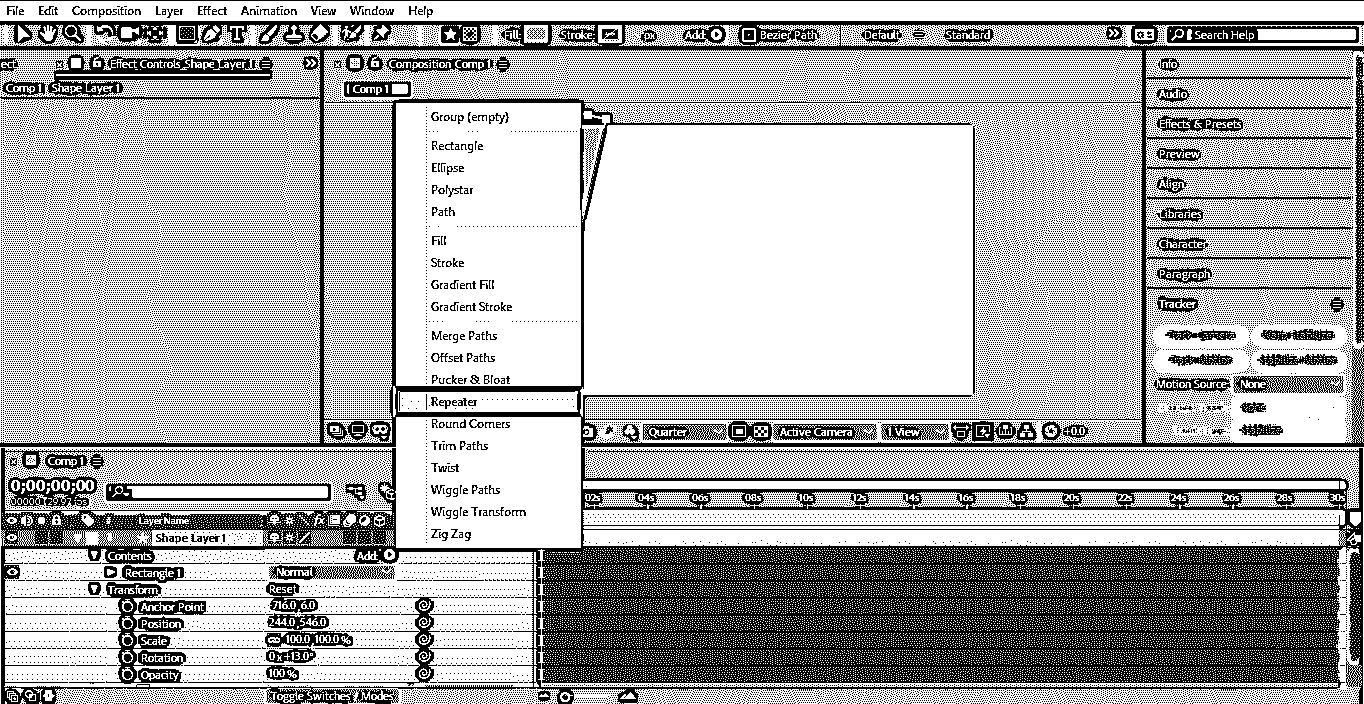 File Edit Composition Layer Effect Animation View Window Help
Fill: Stroke: px Add: Bezier Path Default Standard Search Help
Effect Controls Shape Layer 1
Comp 1 Shape Layer 1
Composition Comp 1
Comp 1
Group (empty)
Rectangle
Ellipse
Polystar
Path
Fill
Stroke
Gradient Fill
Gradient Stroke
Merge Paths
Offset Paths
Pucker & Bloat
Repeater
Round Corners
Trim Paths
Twist
Wiggle Paths
Wiggle Transform
Zig Zag
Info
Audio
Effects & Presets
Preview
Align
Libraries
Character
Paragraph
Tracker
Motion Source: None
Quarter Active Camera 1 View +0.0
Comp 1
0;00;00;00
02s 04s 06s 08s 10s 12s 14s 16s 18s 20s 22s 24s 26s 28s 30s
# Layer Name
Shape Layer 1
Contents Add:
Rectangle 1 Normal
Transform Reset
Anchor Point 716.0,6.0
Position 244.0,546.0
Scale 100.0,100.0%
Rotation 0x+13.0°
Opacity 100%
Toggle Switches / Modes